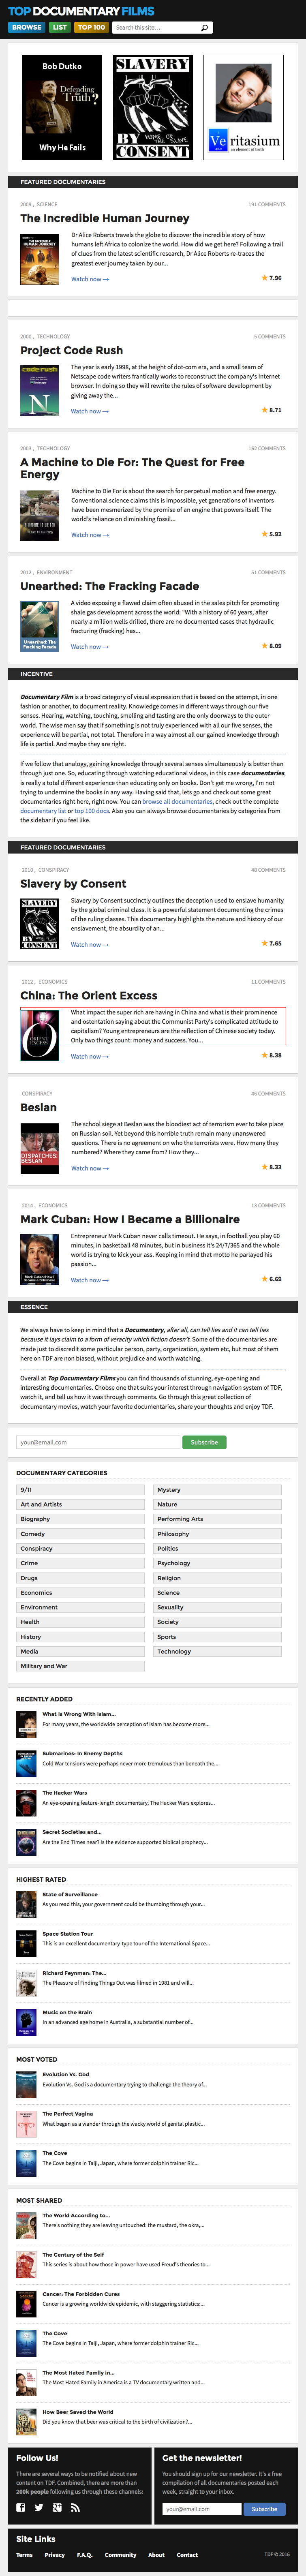 TOP DOCUMENTARY FILMS
BROWSE LIST TOP 100 Search this site...
Bob Dutko
Defending Truth?
Why He Fails
SLAVERY
BY CONSENT
Veritasium
an element of truth
FEATURED DOCUMENTARIES
2009, SCIENCE
191 COMMENTS
The Incredible Human Journey
Dr Alice Roberts travels the globe to discover the incredible story of how
humans left Africa to colonize the world. How did we get here? Following a trail
of clues from the latest scientific research, Dr Alice Roberts re-traces the
greatest ever journey taken by our...
Watch now →
7.96
2000, TECHNOLOGY
5 COMMENTS
Project Code Rush
code rush
N
The year is early 1998, at the height of dot-com era, and a small team of
Netscape code writers frantically works to reconstruct the company's Internet
browser. In doing so they will rewrite the rules of software development by
giving away the...
Watch now →
8.71
2003, TECHNOLOGY
162 COMMENTS
A Machine to Die For: The Quest for Free
Energy
Machine to Die For is about the search for perpetual motion and free energy.
Conventional science claims this is impossible, yet generations of inventors
have been mesmerized by the promise of an engine that powers itself. The
world's reliance on diminishing fossil...
Watch now →
5.92
2012, ENVIRONMENT
51 COMMENTS
Unearthed: The Fracking Facade
Unearthed: The
Fracking Facade
A video exposing a flawed claim often abused in the sales pitch for promoting
shale gas development across the world: "With a history of 60 years, after
nearly a million wells drilled, there are no documented cases that hydraulic
fracturing (fracking) has...
Watch now →
8.09
INCENTIVE
Documentary Film is a broad category of visual expression that is based on the attempt, in one
fashion or another, to document reality. Knowledge comes in different ways through our five
senses. Hearing, watching, touching, smelling and tasting are the only doorways to the outer
world. The wise men say that if something is not truly experienced with all our five senses, the
experience will be partial, not total. Therefore in a way almost all our gained knowledge through
life is partial. And maybe they are right.
If we follow that analogy, gaining knowledge through several senses simultaneously is better than
through just one. So, educating through watching educational videos, in this case documentaries,
is really a total different experience than educating only on books. Don't get me wrong, I'm not
trying to undermine the books in any way. Having said that, lets go and check out some great
documentaries right here, right now. You can browse all documentaries, check out the complete
documentary list or top 100 docs. Also you can always browse documentaries by categories from
the sidebar if you feel like.
FEATURED DOCUMENTARIES
2010, CONSPIRACY
48 COMMENTS
Slavery by Consent
SLAVERY
BY CONSENT
Slavery by Consent succinctly outlines the deception used to enslave humanity
by the global criminal class. It is a powerful statement documenting the crimes
of the ruling classes. This documentary highlights the nature and history of our
enslavement, the absurdity of an...
Watch now →
7.65
2012, ECONOMICS
11 COMMENTS
China: The Orient Excess
ORIENT
EXCESS
What impact the super rich are having in China and what is their prominence
and ostentation saying about the Communist Party's complicated attitude to
capitalism? Young entrepreneurs are the reflection of Chinese society today.
Only two things count: money and success. You...
Watch now →
8.38
CONSPIRACY
46 COMMENTS
Beslan
DISPATCHES:
BESLAN
The school siege at Beslan was the bloodiest act of terrorism ever to take place
on Russian soil. Yet beyond this horrible truth remain many unanswered
questions. There is no agreement on who the terrorists were. How many they
numbered? Where they came from? How they...
Watch now →
8.33
2014, ECONOMICS
13 COMMENTS
Mark Cuban: How I Became a Billionaire
Mark Cuban: How I
Became a Billionaire
Entrepreneur Mark Cuban never calls timeout. He says, in football you play 60
minutes, in basketball 48 minutes, but in business it's 24/7/365 and the whole
world is trying to kick your ass. Keeping in mind that motto he parlayed his
passion...
Watch now →
6.69
ESSENCE
We always have to keep in mind that a Documentary, after all, can tell lies and it can tell lies
because it lays claim to a form of veracity which fiction doesn't. Some of the documentaries are
made just to discredit some particular person, party, organization, system etc, but most of them
here on TDF are non biased, without prejudice and worth watching.
Overall at Top Documentary Films you can find thousands of stunning, eye-opening and
interesting documentaries. Choose one that suits your interest through navigation system of TDF,
watch it, and tell us how it was through comments. Go through this great collection of
documentary movies, watch your favorite documentaries, share your thoughts and enjoy TDF.
your@email.com Subscribe
DOCUMENTARY CATEGORIES
9/11
Art and Artists
Biography
Comedy
Conspiracy
Crime
Drugs
Economics
Environment
Health
History
Media
Military and War
Mystery
Nature
Performing Arts
Philosophy
Politics
Psychology
Religion
Science
Sexuality
Society
Sports
Technology
RECENTLY ADDED
What Is Wrong With Islam...
For many years, the worldwide perception of Islam has become more...
Submarines: In Enemy Depths
Cold War tensions were perhaps never more tremulous than beneath the...
The Hacker Wars
An eye-opening feature-length documentary, The Hacker Wars explores...
Secret Societies and...
Are the End Times near? Is the evidence supported biblical prophecy...
HIGHEST RATED
State of Surveillance
As you read this, your government could be thumbing through your...
Space Station Tour
This is an excellent documentary-type tour of the International Space...
Richard Feynman: The...
The Pleasure of Finding Things Out was filmed in 1981 and will...
Music on the Brain
In an advanced age home in Australia, a substantial number of...
MOST VOTED
Evolution Vs. God
Evolution Vs. God is a documentary trying to challenge the theory of...
The Perfect Vagina
What began as a wander through the wacky world of genital plastic...
The Cove
The Cove begins in Taiji, Japan, where former dolphin trainer Ric...
MOST SHARED
The World According to...
There's nothing they are leaving untouched: the mustard, the okra,...
The Century of the Self
This series is about how those in power have used Freud's theories to...
Cancer: The Forbidden Cures
Cancer is a growing worldwide epidemic, with staggering statistics:...
The Cove
The Cove begins in Taiji, Japan, where former dolphin trainer Ric...
The Most Hated Family in...
The Most Hated Family in America is a TV documentary written and...
How Beer Saved the World
Did you know that beer was critical to the birth of civilization?...
Follow Us!
There are several ways to be notified about new
content on TDF. Combined, there are more than
200k people following us through these channels:
Get the newsletter!
You should sign up for our newsletter. It's a free
compilation of all documentaries posted each
week, straight to your inbox.
your@email.com Subscribe
Site Links
Terms Privacy F.A.Q. Community About Contact
TDF © 2016